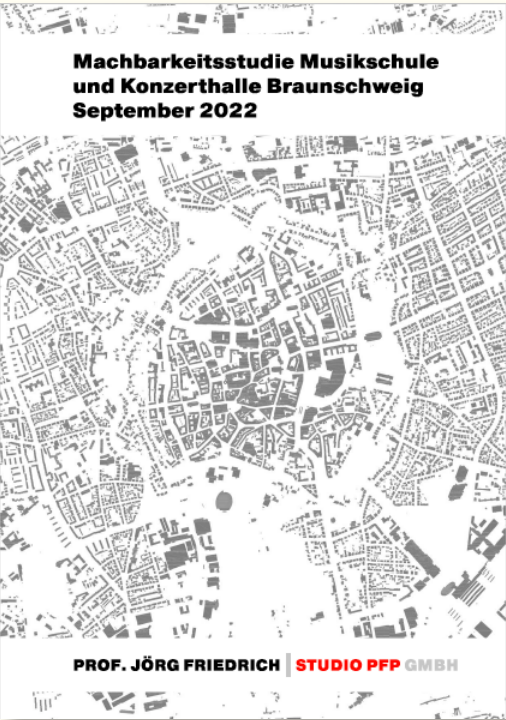 Machbarkeitsstudie Musikschule
und Konzerthalle Braunschweig
September 2022
PROF. JÖRG FRIEDRICH | STUDIO PFP GMBH